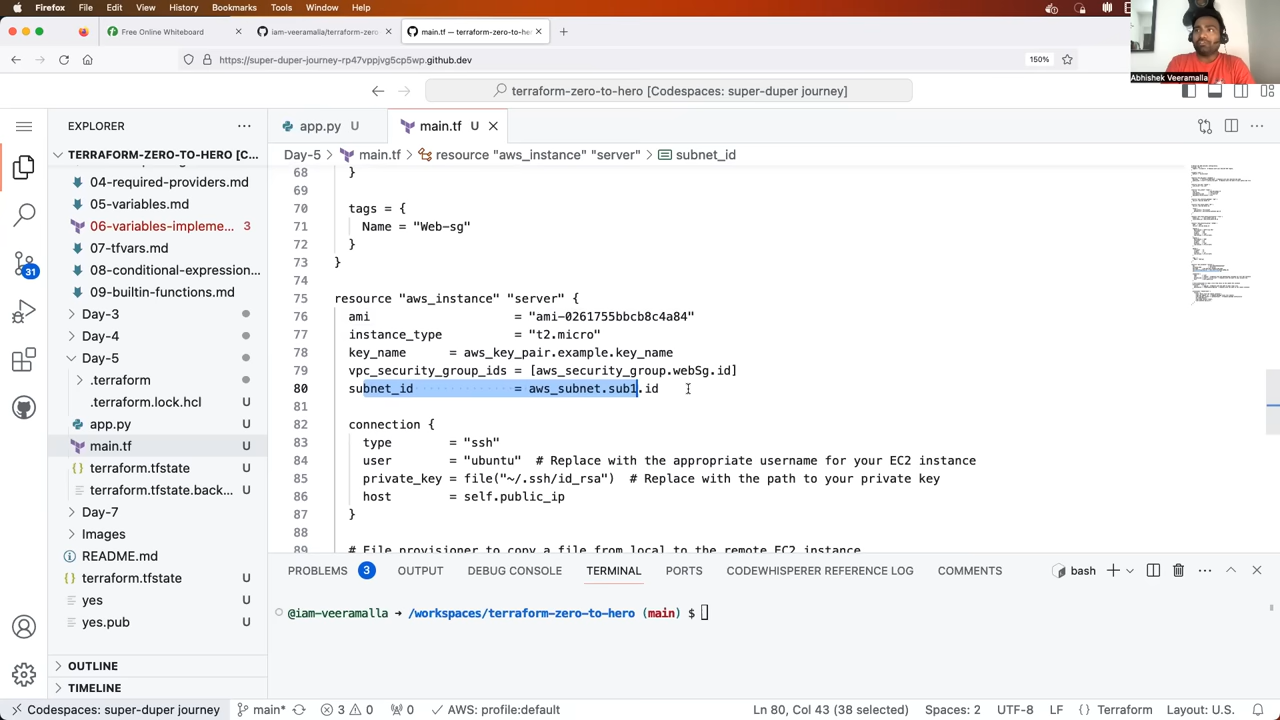 Firefox File Edit View History Bookmarks Tools Window Help
Free Online Whiteboard × iam-veeramalla/terraform-zero × main.tf — terraform-zero-to-he × +
https://super-duper-journey-rp47vppjvg5cp5wp.github.dev 150%
Abhishek Veeramalla
terraform-zero-to-hero [Codespaces: super-duper journey]
EXPLORER ···
app.py U
main.tf U ×
TERRAFORM-ZERO-TO-HERO [C...
Day-5 > main.tf > resource "aws_instance" "server" > subnet_id
04-required-providers.md
05-variables.md
06-variables-impleme... 3
07-tfvars.md
08-conditional-expression...
09-builtin-functions.md
Day-3
Day-4
Day-5
.terraform
.terraform.lock.hcl U
app.py U
main.tf U
terraform.tfstate U
terraform.tfstate.back... U
Day-7
Images
README.md U
terraform.tfstate U
yes U
yes.pub U
OUTLINE
TIMELINE
31
68 }
69
70 tags = {
71 Name = "Web-sg"
72 }
73 }
74
75 resource "aws_instance" "server" {
76 ami = "ami-0261755bbcb8c4a84"
77 instance_type = "t2.micro"
78 key_name = aws_key_pair.example.key_name
79 vpc_security_group_ids = [aws_security_group.webSg.id]
80 subnet_id = aws_subnet.sub1.id
81
82 connection {
83 type = "ssh"
84 user = "ubuntu" # Replace with the appropriate username for your EC2 instance
85 private_key = file("~/.ssh/id_rsa") # Replace with the path to your private key
86 host = self.public_ip
87 }
88
89 # File provisioner to copy a file from local to the remote EC2 instance
PROBLEMS 3 OUTPUT DEBUG CONSOLE TERMINAL PORTS CODEWHISPERER REFERENCE LOG COMMENTS bash
@iam-veeramalla → /workspaces/terraform-zero-to-hero (main) $
Codespaces: super-duper journey main* 3 0 0 AWS: profile:default Ln 80, Col 43 (38 selected) Spaces: 2 UTF-8 LF {} Terraform Layout: U.S.